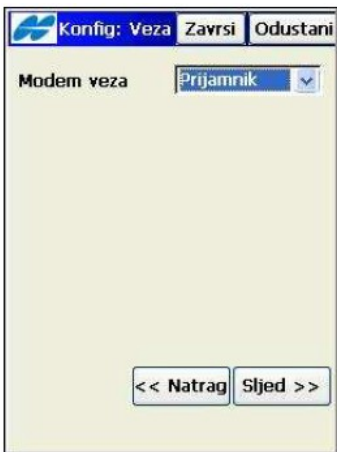 Konfig: Veza Zavrsi Odustani
Modem veza Prijamnik
<< Natrag Sljed >>